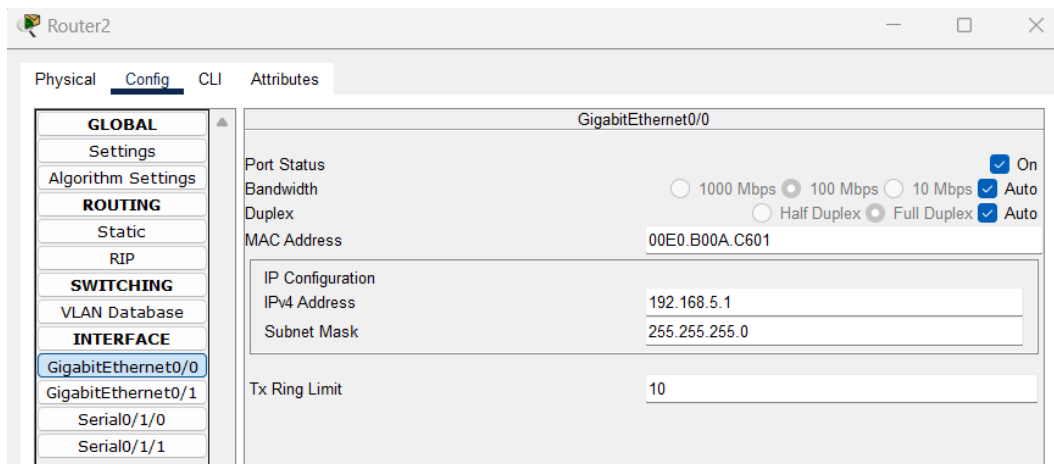 Router2
Physical Config CLI Attributes
GLOBAL
Settings
Algorithm Settings
ROUTING
Static
RIP
SWITCHING
VLAN Database
INTERFACE
GigabitEthernet0/0
GigabitEthernet0/1
Serial0/1/0
Serial0/1/1
GigabitEthernet0/0
Port Status On
Bandwidth 1000 Mbps 100 Mbps 10 Mbps Auto
Duplex Half Duplex Full Duplex Auto
MAC Address 00E0.B00A.C601
IP Configuration
IPv4 Address 192.168.5.1
Subnet Mask 255.255.255.0
Tx Ring Limit 10